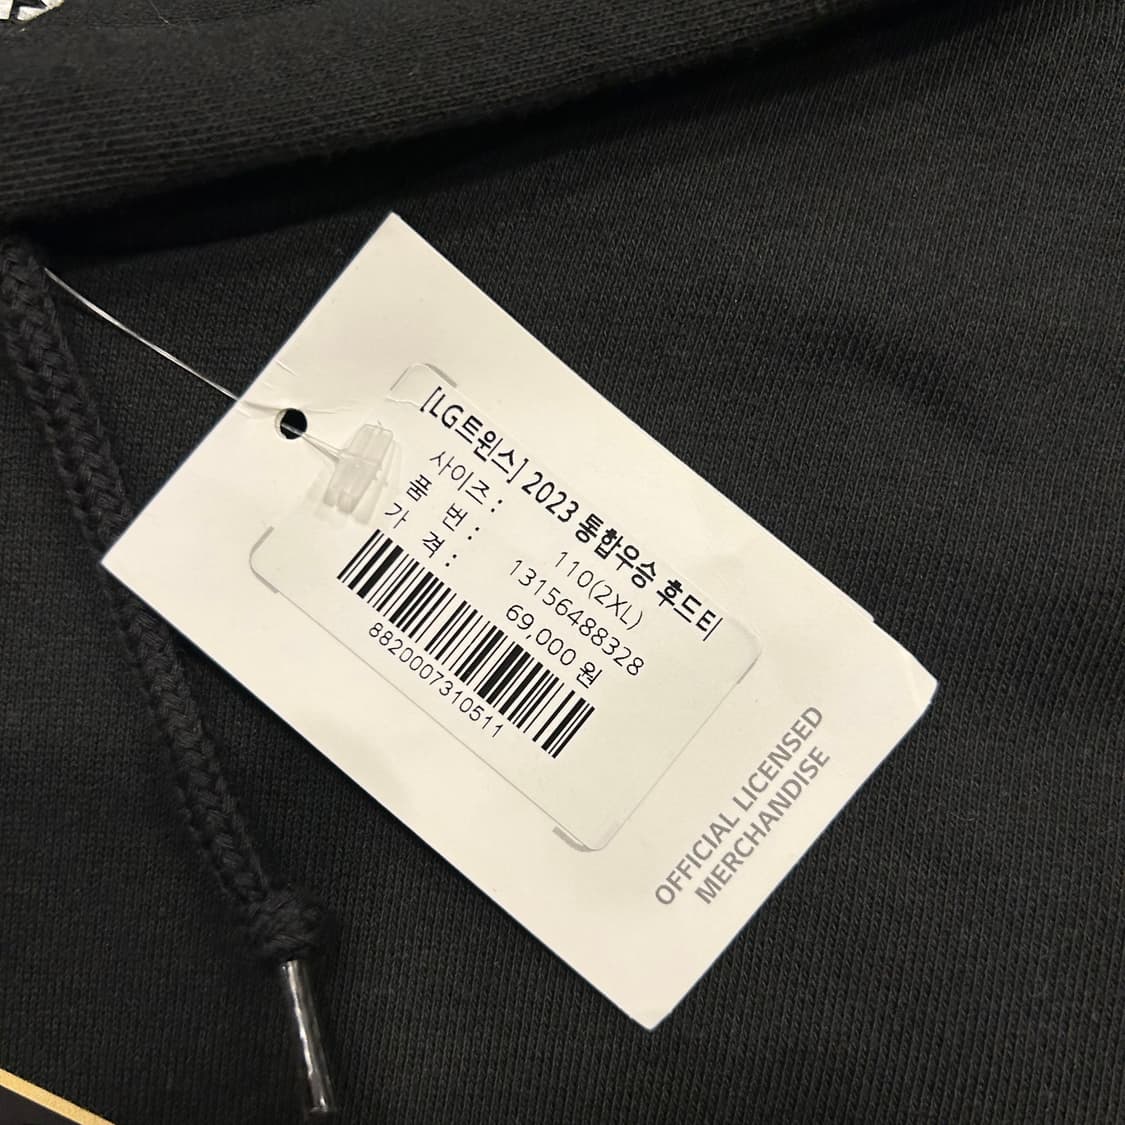 [LG트윈스] 2023 통합우승 후드티
사이즈 : 110(2XL)
품 번 : 13156488328
가 격 : 69,000 원
8820007310511
OFFICIAL LICENSED
MERCHANDISE